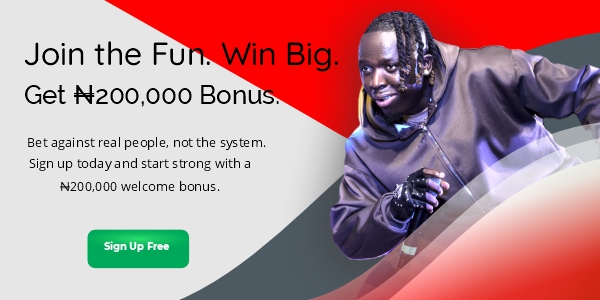 Join the Fun. Win Big.
Get ₦200,000 Bonus.
Bet against real people, not the system.
Sign up today and start strong with a
₦200,000 welcome bonus.
Sign Up Free